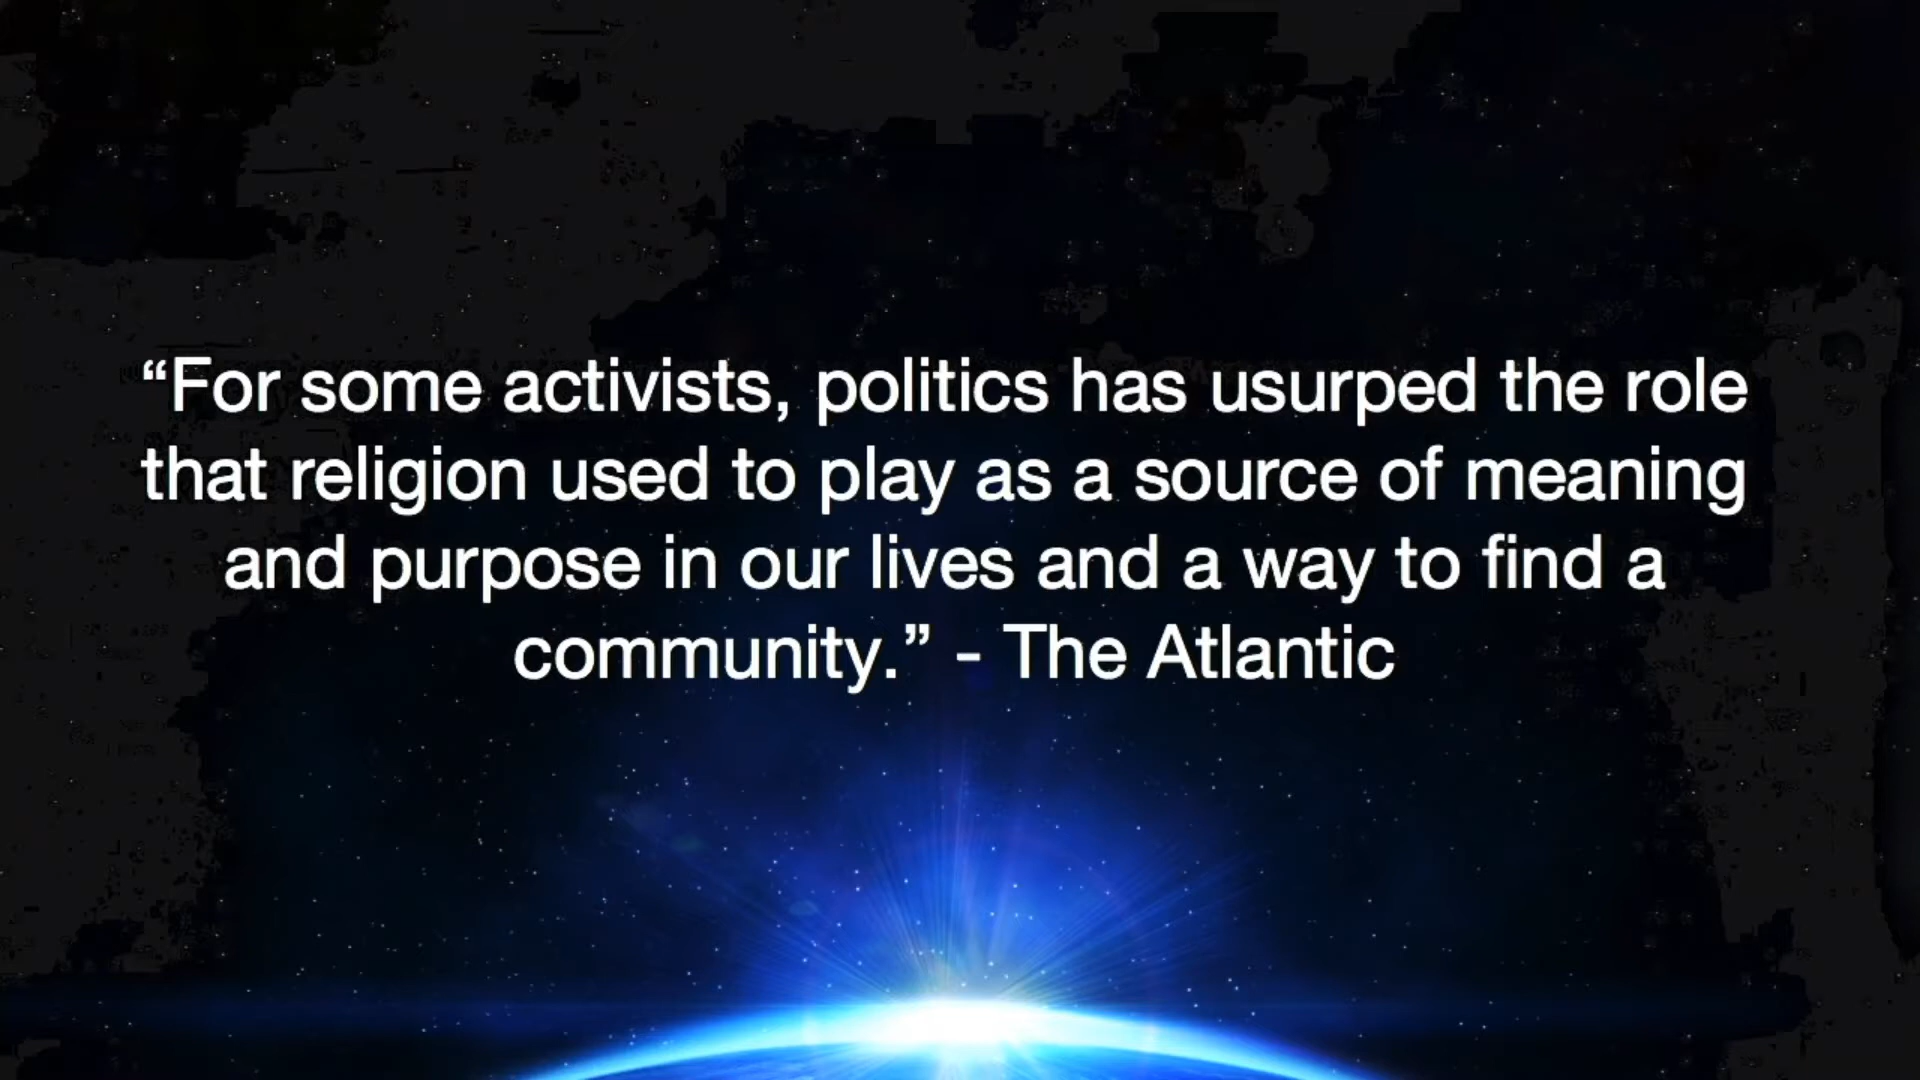 “For some activists, politics has usurped the role
that religion used to play as a source of meaning
and purpose in our lives and a way to find a
community.” - The Atlantic